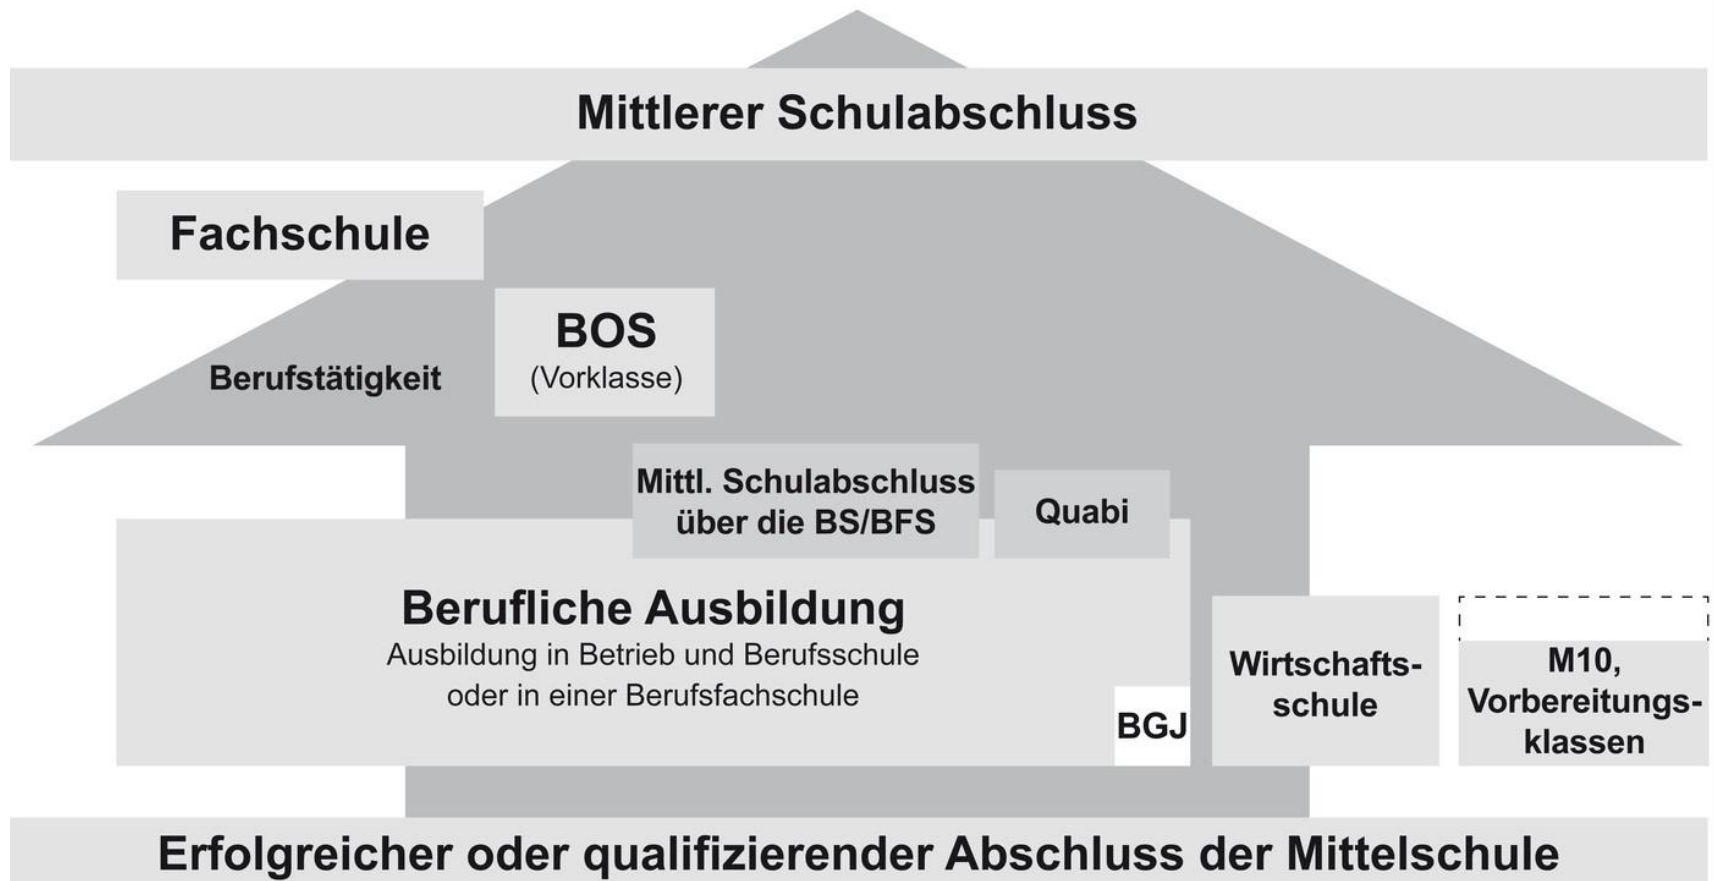 Mittlerer Schulabschluss
Fachschule
BOS
(Vorklasse)
Berufstätigkeit
Mittl. Schulabschluss
über die BS/BFS
Quabi
Berufliche Ausbildung
Ausbildung in Betrieb und Berufsschule
oder in einer Berufsfachschule
BGJ
Wirtschafts-
schule
M10,
Vorbereitungs-
klassen
Erfolgreicher oder qualifizierender Abschluss der Mittelschule